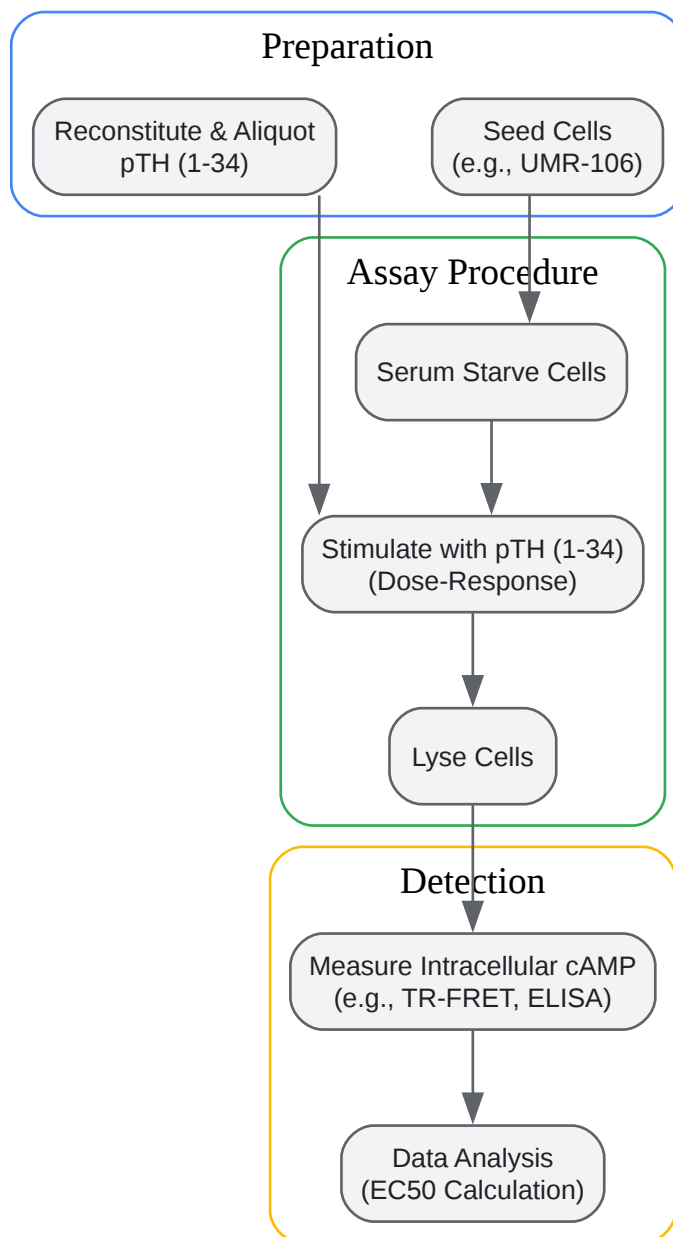 Preparation
Reconstitute & Aliquot
pTH (1-34)
Seed Cells
(e.g., UMR-106)
Assay Procedure
Serum Starve Cells
Stimulate with pTH (1-34)
(Dose-Response)
Lyse Cells
Detection
Measure Intracellular cAMP
(e.g., TR-FRET, ELISA)
Data Analysis
(EC50 Calculation)